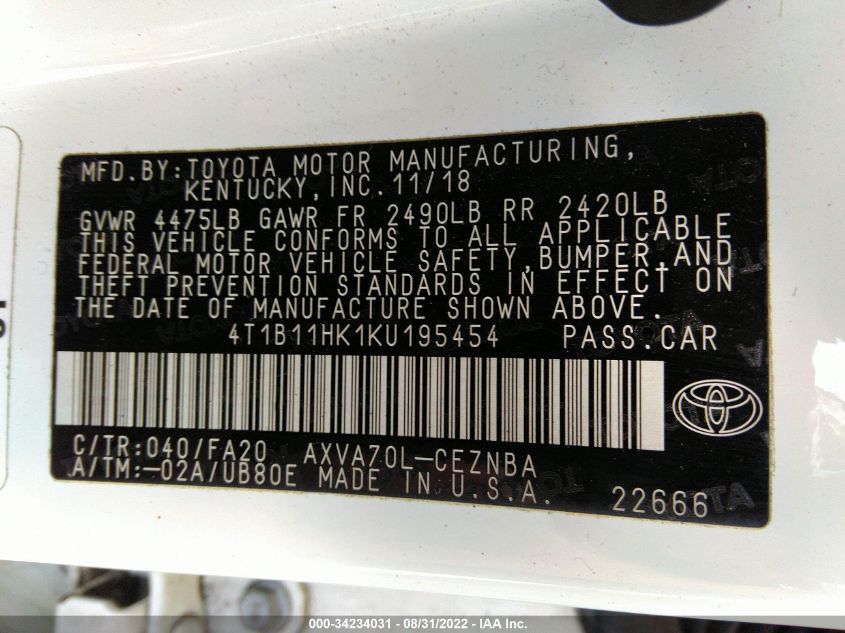 MFD.BY:TOYOTA MOTOR MANUFACTURING,
KENTUCKY,INC.11/18
GVWR 4475LB GAWR FR 2490LB RR 2420LB
THIS VEHICLE CONFORMS TO ALL APPLICABLE
FEDERAL MOTOR VEHICLE SAFETY,BUMPER,AND
THEFT PREVENTION STANDARDS IN EFFECT ON
THE DATE OF MANUFACTURE SHOWN ABOVE.
4T1B11HK1KU195454 PASS.CAR
C/TR:040/FA20 AXVA70L-CEZNBA
A/TM:-02A/UB80E MADE IN U.S.A.
22666
000-34234031 - 08/31/2022 - IAA Inc.